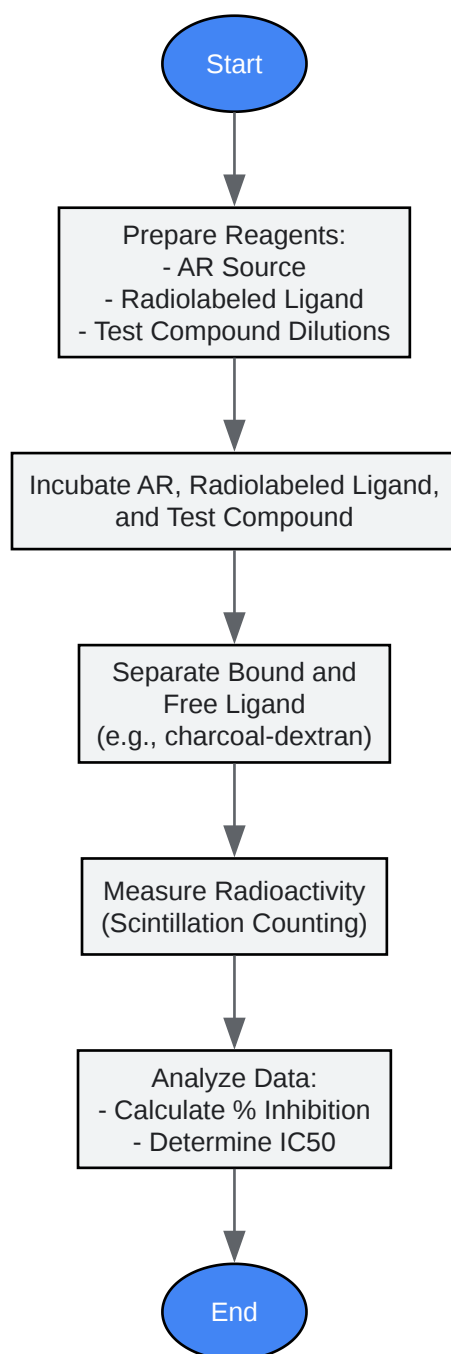 Start
Prepare Reagents:
- AR Source
- Radiolabeled Ligand
- Test Compound Dilutions
Incubate AR, Radiolabeled Ligand,
and Test Compound
Separate Bound and
Free Ligand
(e.g., charcoal-dextran)
Measure Radioactivity
(Scintillation Counting)
Analyze Data:
- Calculate % Inhibition
- Determine IC50
End